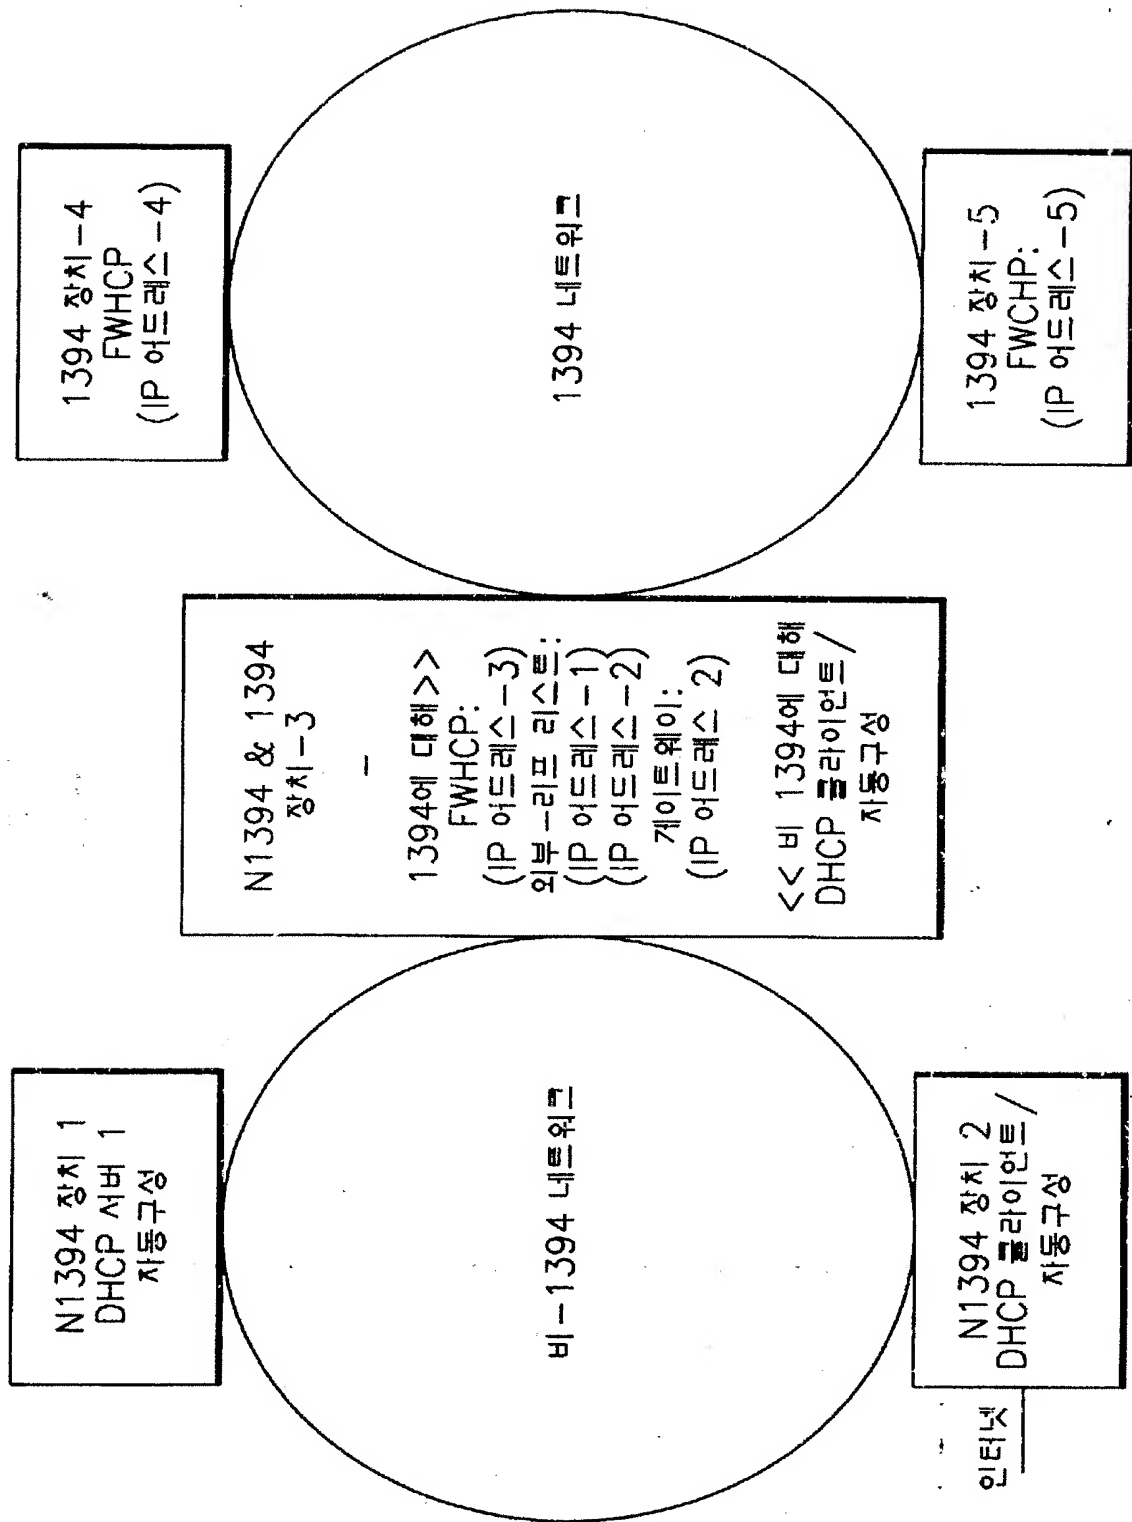 N1394 장치 1
DHCP 서버 1
자동구성
비-1394 네트워크
인터넷
N1394 장치 2
DHCP 클라이언트/
자동구성
N1394 & 1394
장치-3
-
1394에 대해>>
FWHCP:
(IP 어드레스-3)
외부-리프 리스트:
(IP 어드레스-1)
(IP 어드레스-2)
게이트웨이:
(IP 어드레스 2)
<< 비 1394에 대해
DHCP 클라이언트/
자동구성
1394 장치-4
FWHCP
(IP 어드레스-4)
1394 네트워크
1394 장치-5
FWCHP:
(IP 어드레스-5)